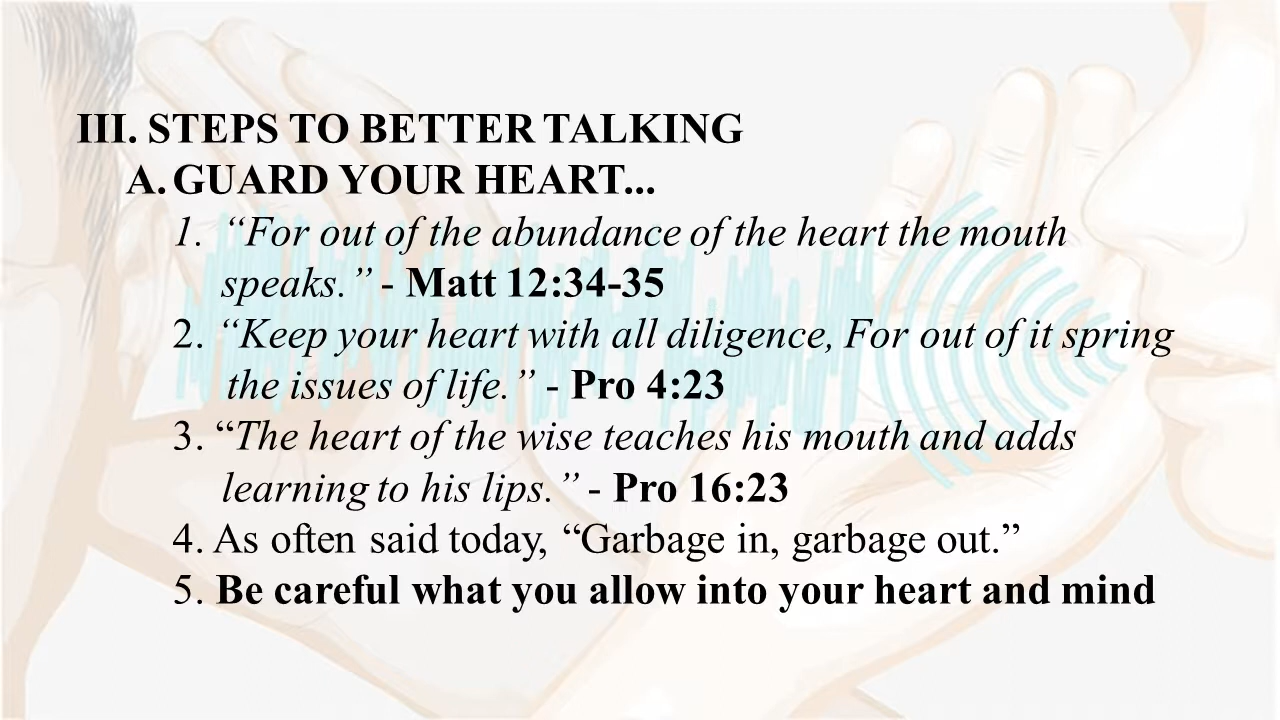 III. STEPS TO BETTER TALKING
A. GUARD YOUR HEART...
1. “For out of the abundance of the heart the mouth
speaks.” - Matt 12:34-35
2. “Keep your heart with all diligence, For out of it spring
the issues of life.” - Pro 4:23
3. “The heart of the wise teaches his mouth and adds
learning to his lips.” - Pro 16:23
4. As often said today, “Garbage in, garbage out.”
5. Be careful what you allow into your heart and mind